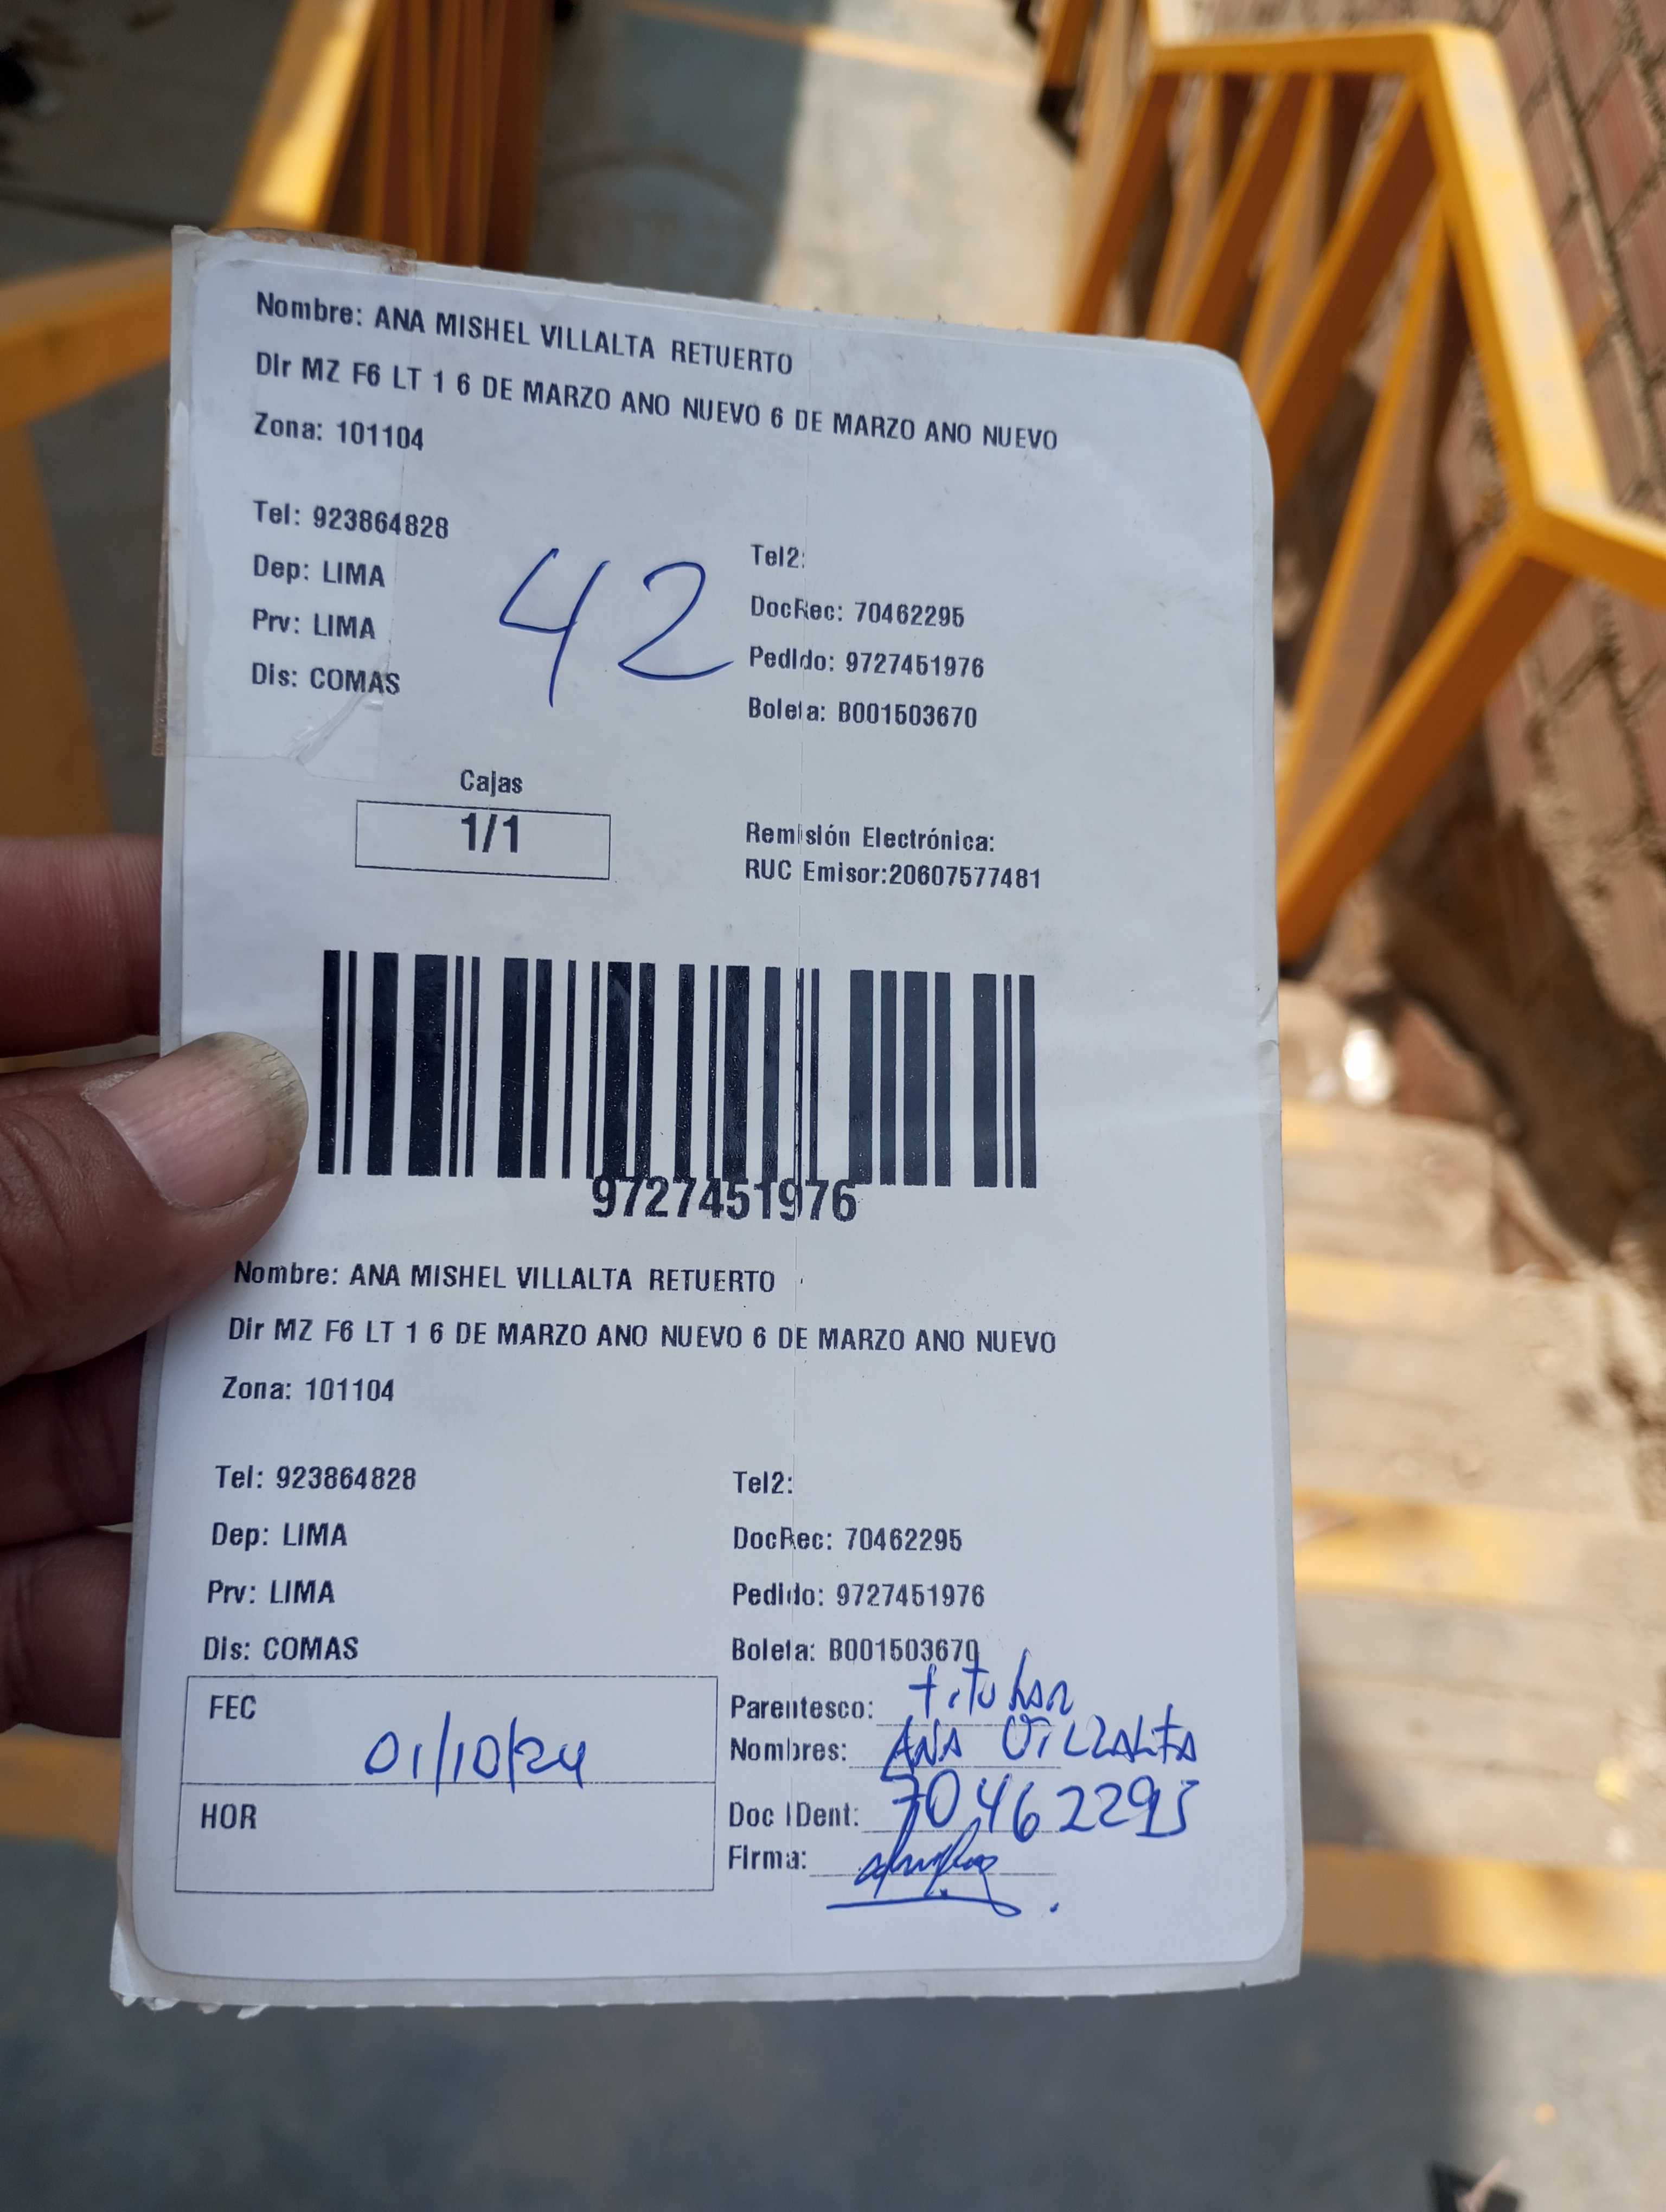 Nombre: ANA MISHEL VILLALTA RETUERTO
Dir MZ F6 LT 1 6 DE MARZO ANO NUEVO 6 DE MARZO ANO NUEVO
Zona: 101104
Tel: 923864828
Tel2:
Dep: LIMA
DocRec: 70462295
Prv: LIMA
Pedido: 9727451976
Dis: COMAS
Boleta: B001503670
42
Cajas
1/1
Remisión Electrónica:
RUC Emisor:20607577481
9727451976
Nombre: ANA MISHEL VILLALTA RETUERTO
Dir MZ F6 LT 1 6 DE MARZO ANO NUEVO 6 DE MARZO ANO NUEVO
Zona: 101104
Tel: 923864828
Tel2:
Dep: LIMA
DocRec: 70462295
Prv: LIMA
Pedido: 9727451976
Dis: COMAS
Boleta: B001503670
FEC 01/10/24
HOR
Parentesco: titular
Nombres: ANA VILLALTA
Doc IDent: 70462295
Firma: